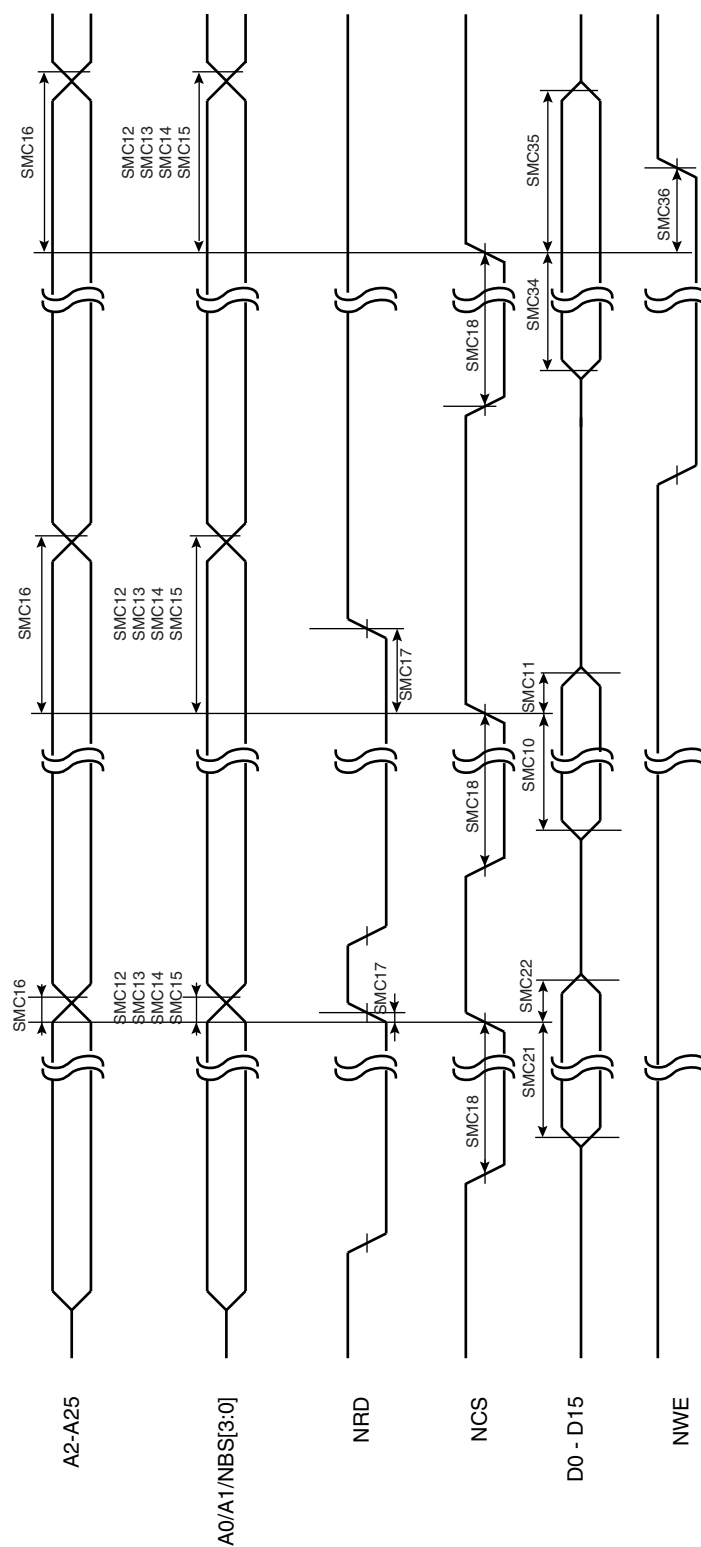 SMC16
SMC16
SMC16
A2-A25
SMC12
SMC13
SMC14
SMC15
SMC12
SMC13
SMC14
SMC15
SMC12
SMC13
SMC14
SMC15
A0/A1/NBS[3:0]
NRD
SMC17
SMC17
NCS
SMC18
SMC18
SMC18
SMC21
SMC22
SMC10
SMC11
SMC34
SMC35
D0 - D15
SMC36
NWE